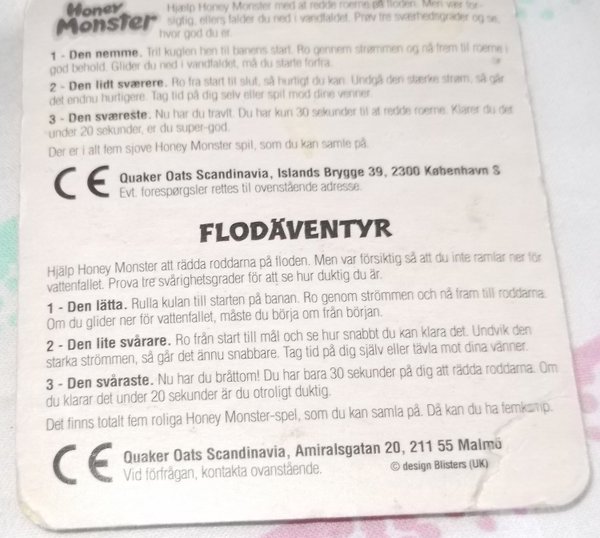 Honey
Monster
Hjælp Honey Monster med at redde roerne på floden. Men vær for-
sigtig, ellers falder du ned i vandfaldet. Prøv tre sværhedsgrader og se,
hvor god du er.
1 - Den nemme. Tril kuglen hen til banens start. Ro gennem strømmen og nå frem til roerne i
god behold. Glider du ned i vandfaldet, må du starte forfra.
2 - Den lidt sværere. Ro fra start til slut, så hurtigt du kan. Undgå den stærke strøm, så går
det endnu hurtigere. Tag tid på dig selv eller spil mod dine venner.
3 - Den sværeste. Nu har du travlt. Du har kun 30 sekunder til at redde roerne. Klarer du det
under 20 sekunder, er du super-god.
Der er i alt fem sjove Honey Monster spil, som du kan samle på.
CE Quaker Oats Scandinavia, Islands Brygge 39, 2300 København S
Evt. forespørgsler rettes til ovenstående adresse.
FLODÄVENTYR
Hjälp Honey Monster att rädda roddarna på floden. Men var försiktig så att du inte ramlar ner för
vattenfallet. Prova tre svårighetsgrader för att se hur duktig du är.
1 - Den lätta. Rulla kulan till starten på banan. Ro genom strömmen och nå fram till roddarna.
Om du glider ner för vattenfallet, måste du börja om från början.
2 - Den lite svårare. Ro från start till mål och se hur snabbt du kan klara det. Undvik den
starka strömmen, så går det ännu snabbare. Tag tid på dig själv eller tävla mot dina vänner.
3 - Den svåraste. Nu har du bråttom! Du har bara 30 sekunder på dig att rädda roddarna. Om
du klarar det under 20 sekunder är du otroligt duktig.
Det finns totalt fem roliga Honey Monster-spel, som du kan samla på. Då kan du ha femkamp.
CE Quaker Oats Scandinavia, Amiralsgatan 20, 211 55 Malmö
Vid förfrågan, kontakta ovanstående.
© design Blisters (UK)